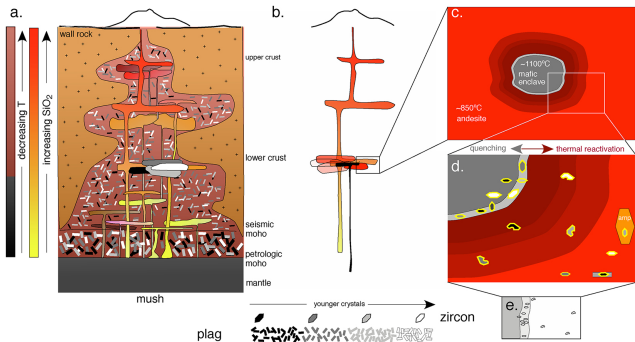 a.
b.
c.
d.
e.
decreasing T
increasing SiO2
wall rock
upper crust
lower crust
seismic
moho
petrologic
moho
mantle
mush
~1100°C
mafic
enclave
~850°C
andesite
quenching
thermal reactivation
amp
younger crystals
zircon
plag